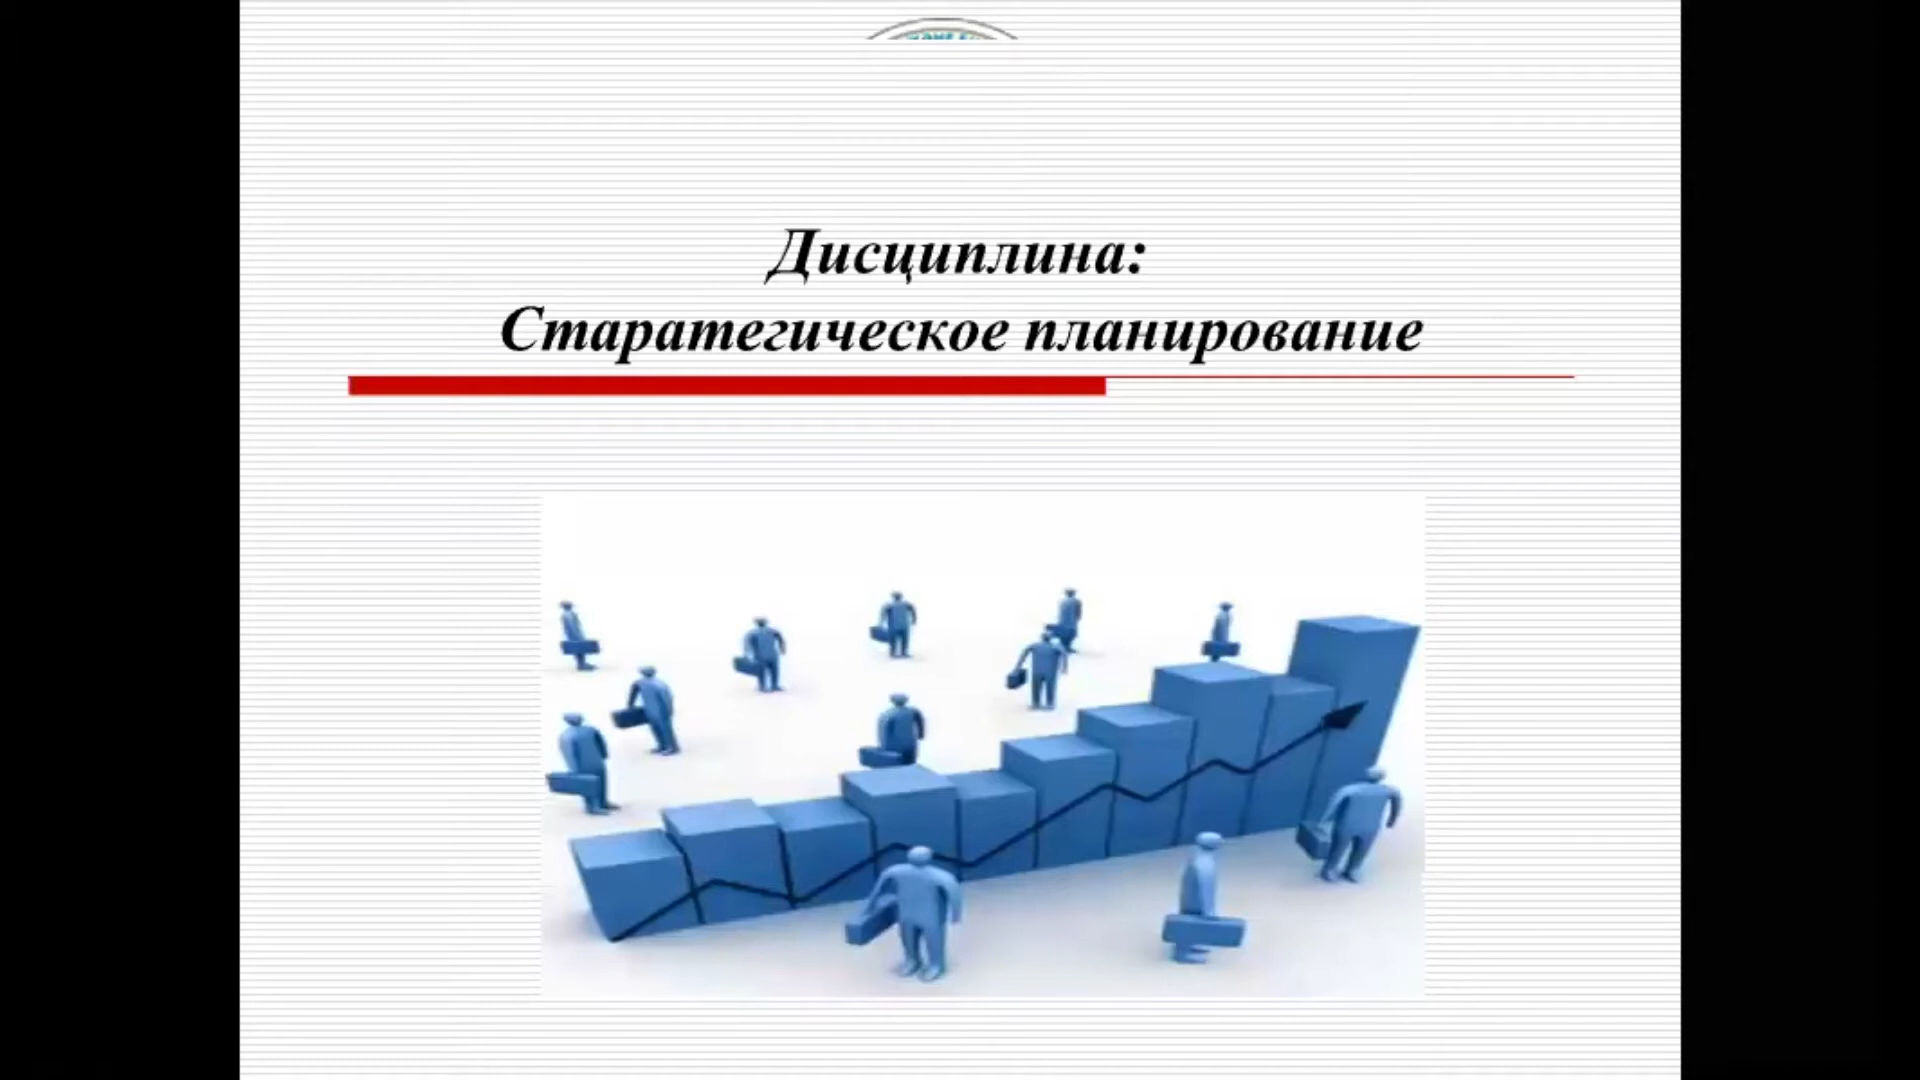 Дисциплина:
Старатегическое планирование